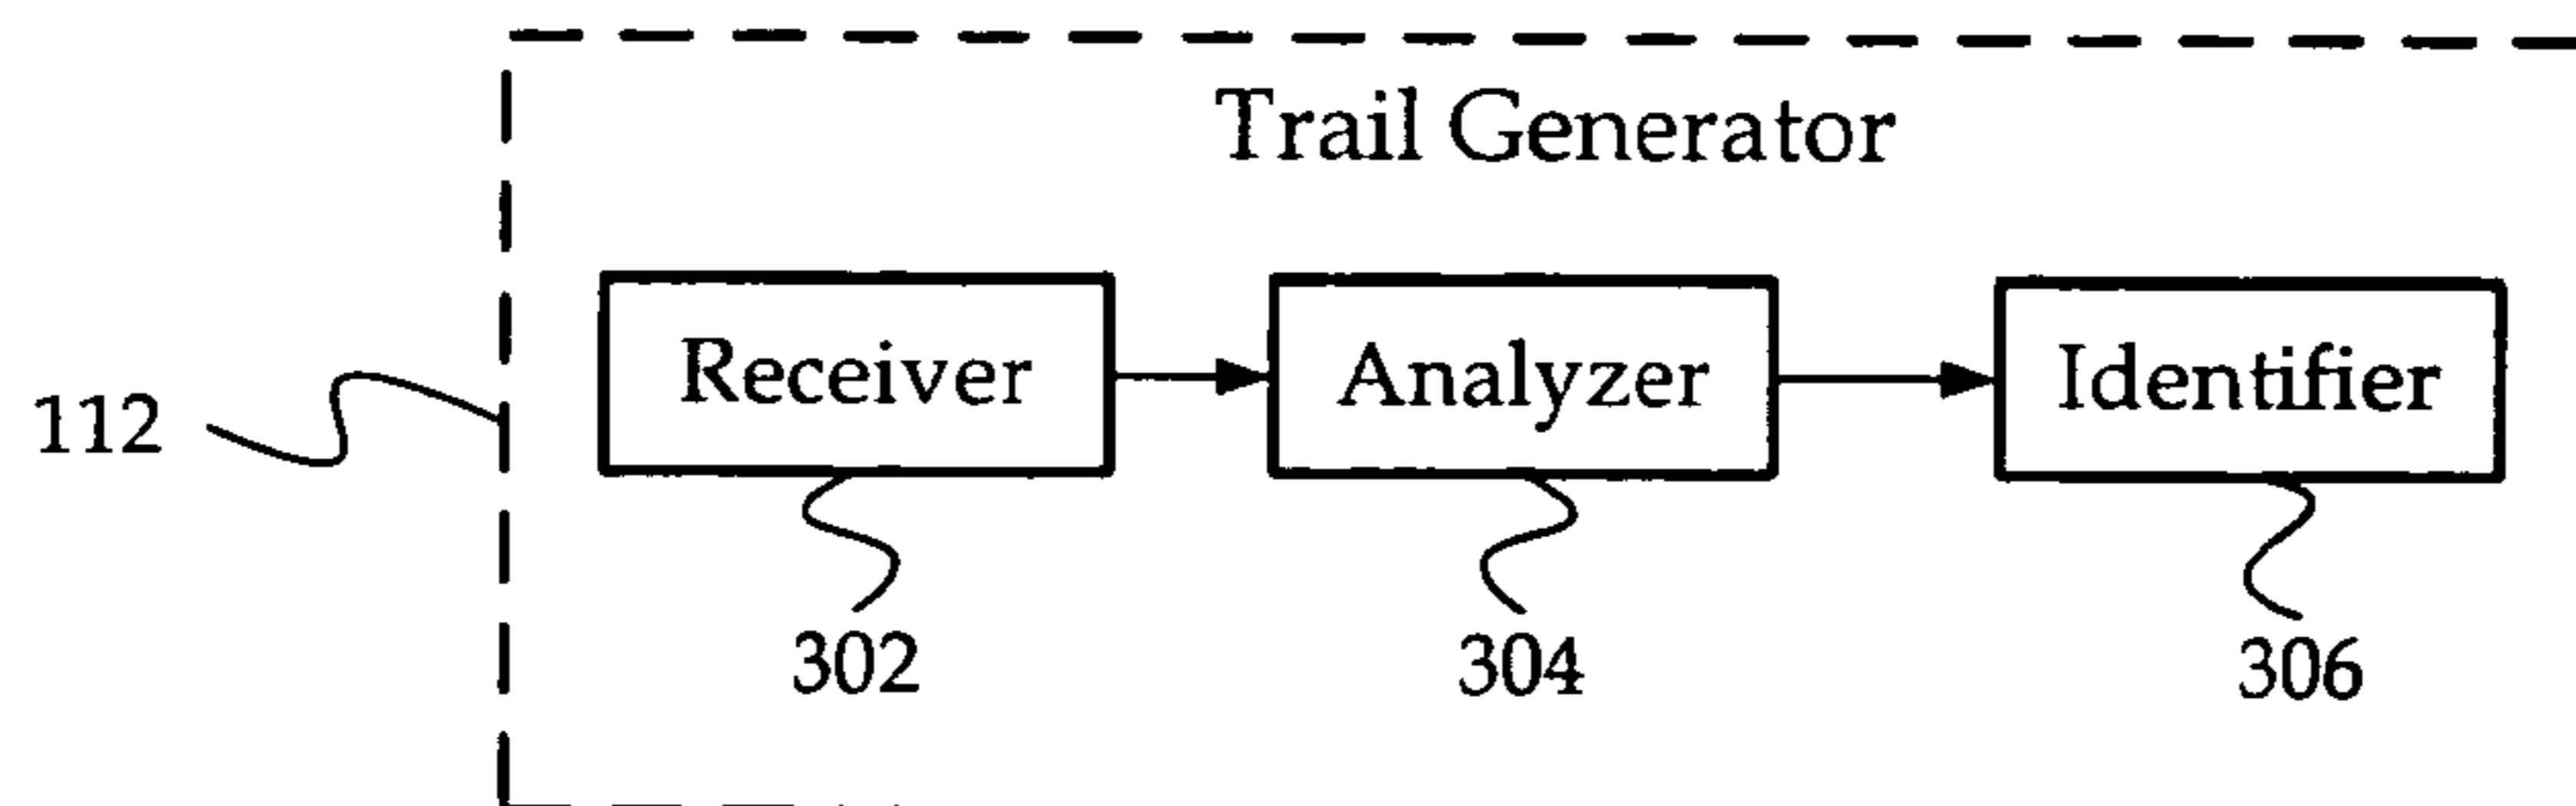 Trail Generator
Receiver
Analyzer
Identifier
112
302
304
306